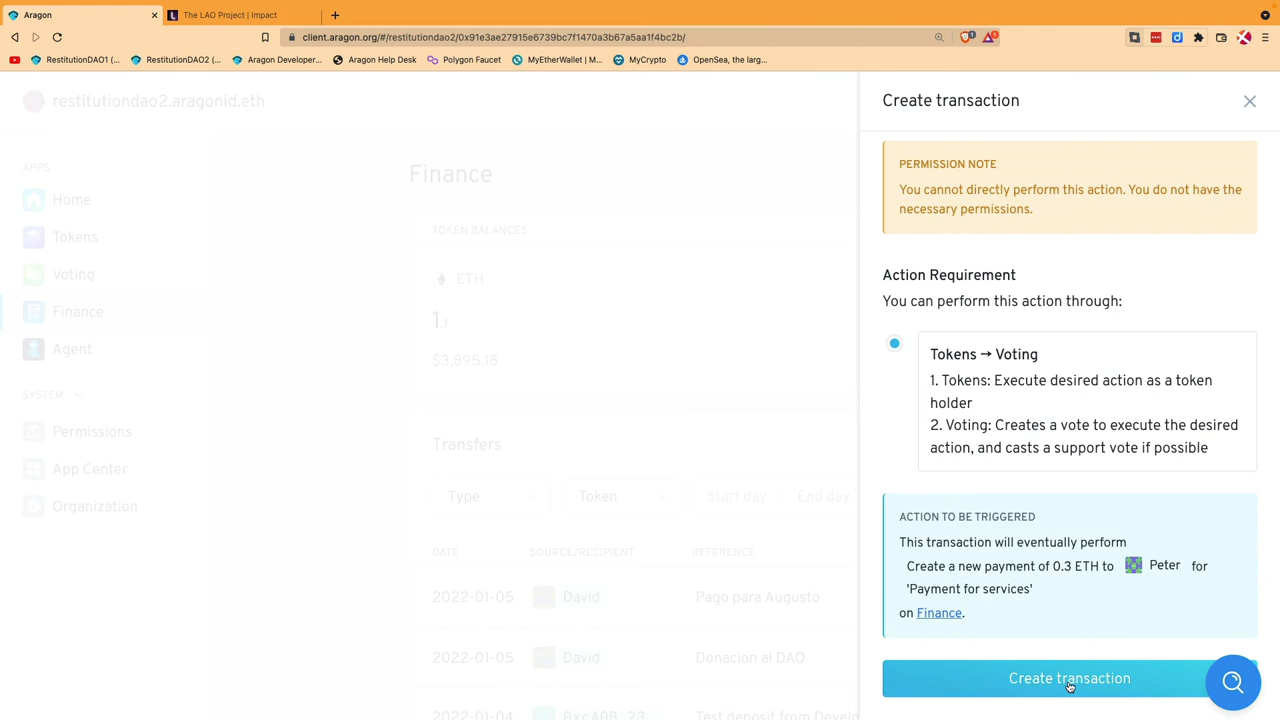 Aragon
The LAO Project | Impact
client.aragon.org/#/restitutiondao2/0x91e3ae27915e6739bc7f1470a3b67a5aa1f4bc2b/
RestitutionDAO1 (...
RestitutionDAO2 (...
Aragon Developer...
Aragon Help Desk
Polygon Faucet
MyEtherWallet | M...
MyCrypto
OpenSea, the larg...
restitutiondao2.aragonid.eth
APPS
Home
Tokens
Voting
Finance
Agent
SYSTEM
Permissions
App Center
Organization
Finance
TOKEN BALANCES
ETH
1.1
$3,895.18
Transfers
Type
Token
Start day
End day
DATE
SOURCE/RECIPIENT
REFERENCE
2022-01-05
David
Pago para Augusto
2022-01-05
David
Donacion al DAO
2022-01-04
Test deposit from Develo
Create transaction
PERMISSION NOTE
You cannot directly perform this action. You do not have the
necessary permissions.
Action Requirement
You can perform this action through:
Tokens → Voting
1. Tokens: Execute desired action as a token
holder
2. Voting: Creates a vote to execute the desired
action, and casts a support vote if possible
ACTION TO BE TRIGGERED
This transaction will eventually perform
Create a new payment of 0.3 ETH to Peter for
'Payment for services'
on Finance.
Create transaction